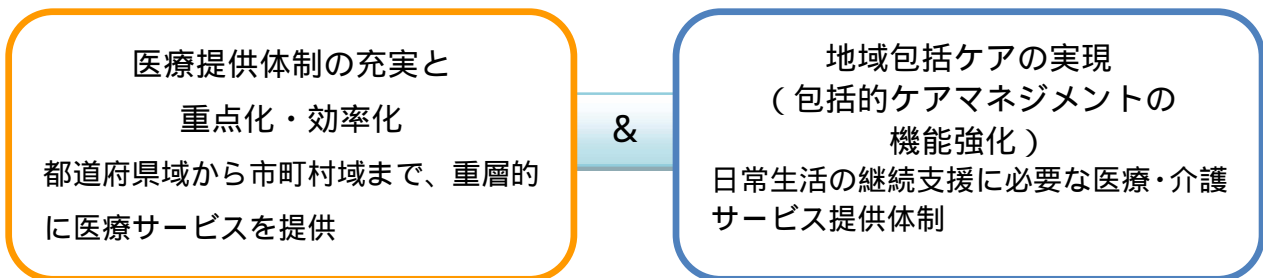 医療提供体制の充実と
重点化・効率化
都道府県域から市町村域まで、重層的
に医療サービスを提供
&
地域包括ケアの実現
(包括的ケアマネジメントの
機能強化)
日常生活の継続支援に必要な医療・介護
サービス提供体制